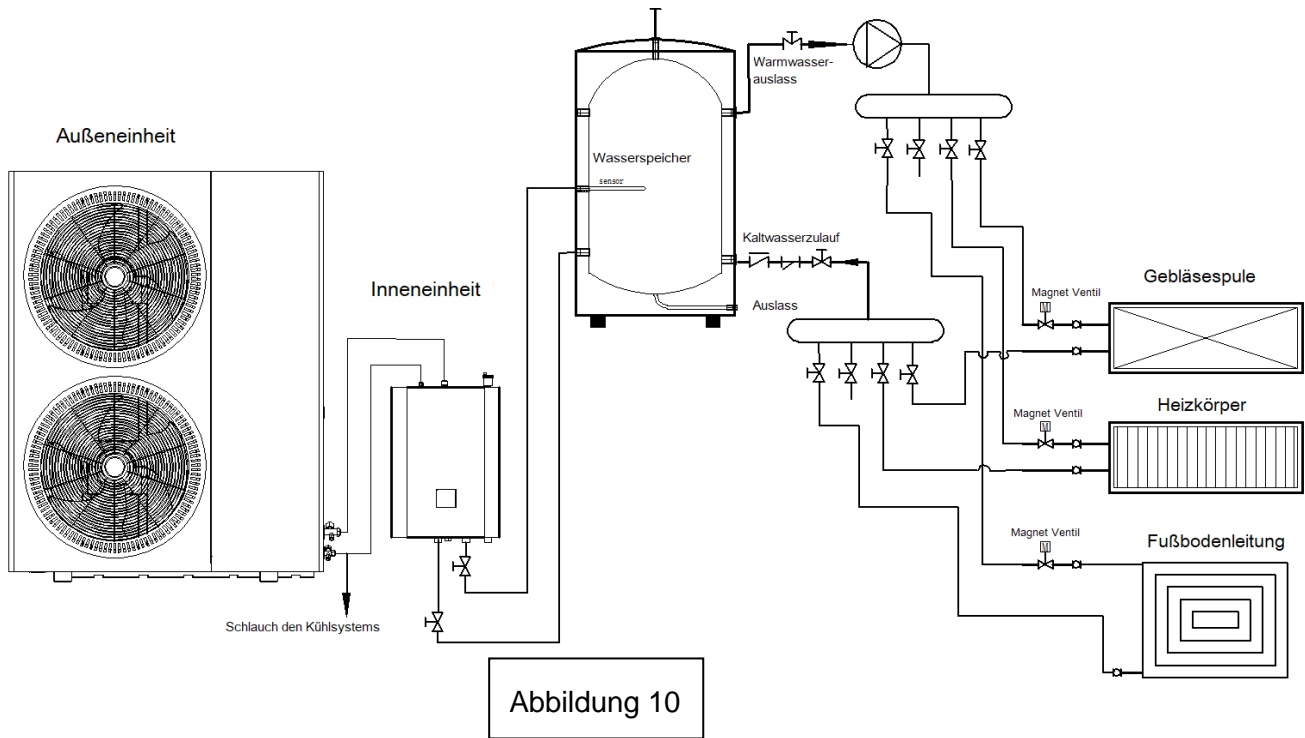 Außeneinheit
Inneneinheit
Schlauch den Kühlsystems
Wasserspeicher
sensor
Warmwasser-
auslass
Kaltwasserzulauf
Auslass
Gebläsespule
Magnet Ventil
M
Heizkörper
Magnet Ventil
M
Fußbodenleitung
Magnet Ventil
M
Abbildung 10